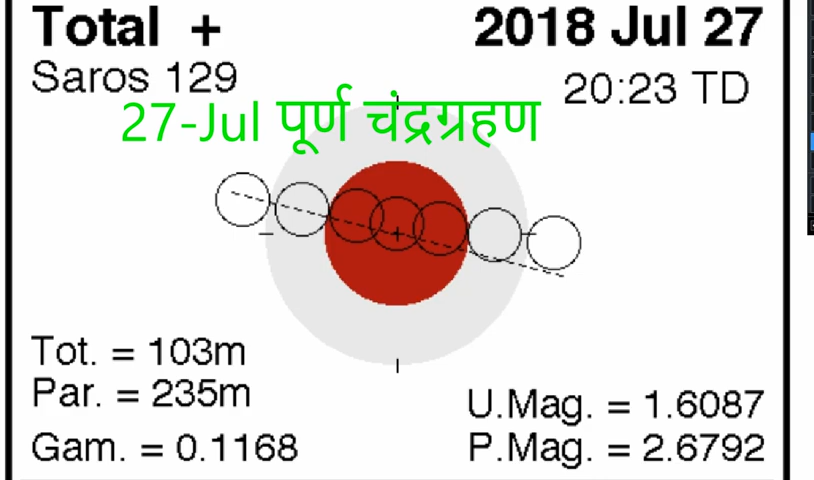 Total + 2018 Jul 27
Saros 129 20:23 TD
27-Jul पूर्ण चंद्रग्रहण
Tot. = 103m
Par. = 235m U.Mag. = 1.6087
Gam. = 0.1168 P.Mag. = 2.6792